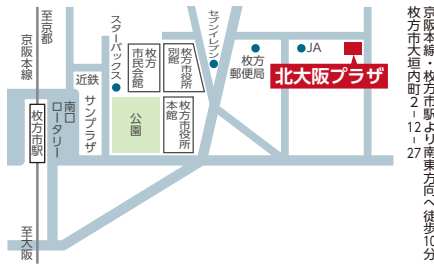 京阪本線・枚方市駅より南東方向へ徒歩10分
枚方市大垣内町2-12-27
至京都
京阪本線
枚方市駅
至大阪
南口
ロータリー
近鉄
サンプラザ
スターバックス
枚方
市民会館
枚方市役所
別館
セブンイレブン
公園
枚方市役所
本館
枚方
郵便局
JA
北大阪プラザ